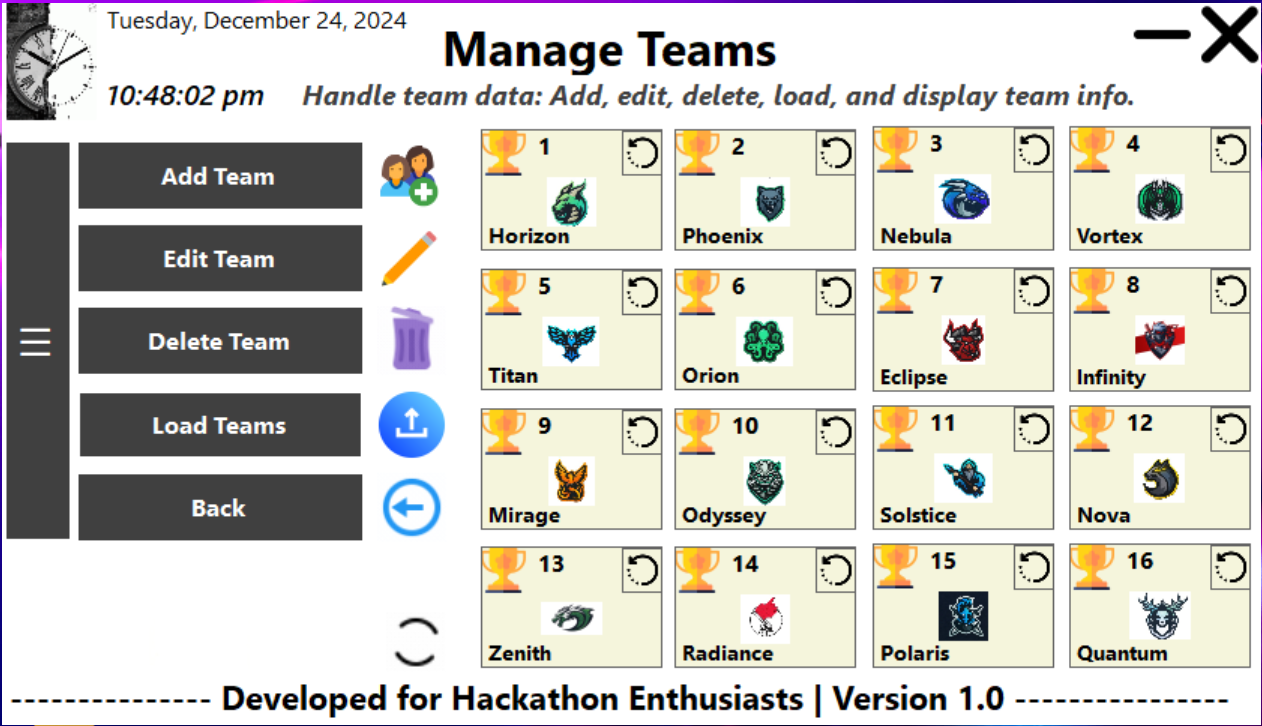 Tuesday, December 24, 2024
Manage Teams
10:48:02 pm
Handle team data: Add, edit, delete, load, and display team info.
Add Team
Edit Team
Delete Team
Load Teams
Back
1
Horizon
2
Phoenix
3
Nebula
4
Vortex
5
Titan
6
Orion
7
Eclipse
8
Infinity
9
Mirage
10
Odyssey
11
Solstice
12
Nova
13
Zenith
14
Radiance
15
Polaris
16
Quantum
--------------- Developed for Hackathon Enthusiasts | Version 1.0 ----------------